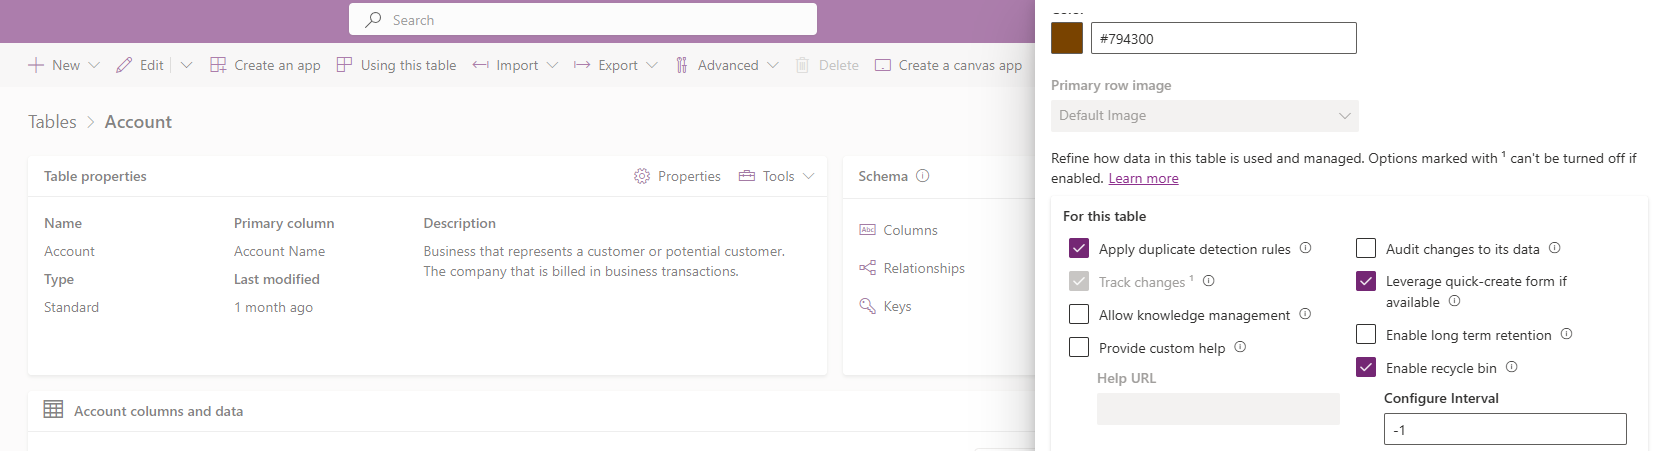 Search
New Edit Create an app Using this table Import Export Advanced Delete Create a canvas app
Tables > Account
Table properties Properties Tools
Name Primary column Description
Account Account Name Business that represents a customer or potential customer.
The company that is billed in business transactions.
Type Last modified
Standard 1 month ago
Schema
Columns
Relationships
Keys
Account columns and data
#794300
Primary row image
Default Image
Refine how data in this table is used and managed. Options marked with ¹ can't be turned off if
enabled. Learn more
For this table
Apply duplicate detection rules
Track changes ¹
Allow knowledge management
Provide custom help
Help URL
Audit changes to its data
Leverage quick-create form if
available
Enable long term retention
Enable recycle bin
Configure Interval
-1